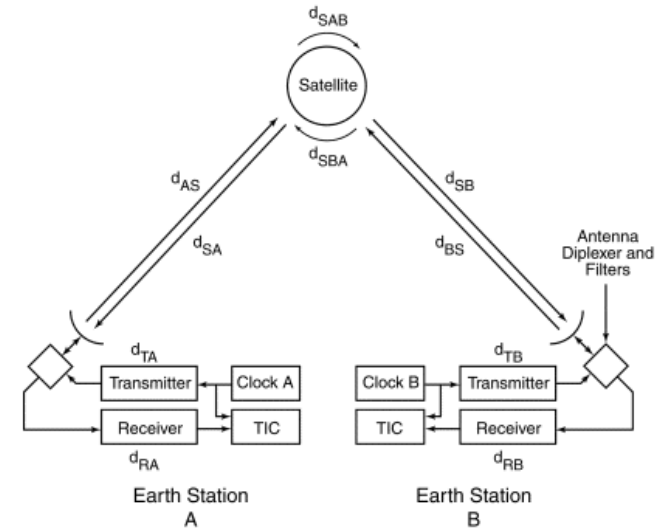 dSAB
Satellite
dSBA
dAS
dSB
dSA
dBS
Antenna
Diplexer and
Filters
dTA
dTB
Transmitter
Clock A
Clock B
Transmitter
Receiver
TIC
TIC
Receiver
dRA
dRB
Earth Station
A
Earth Station
B